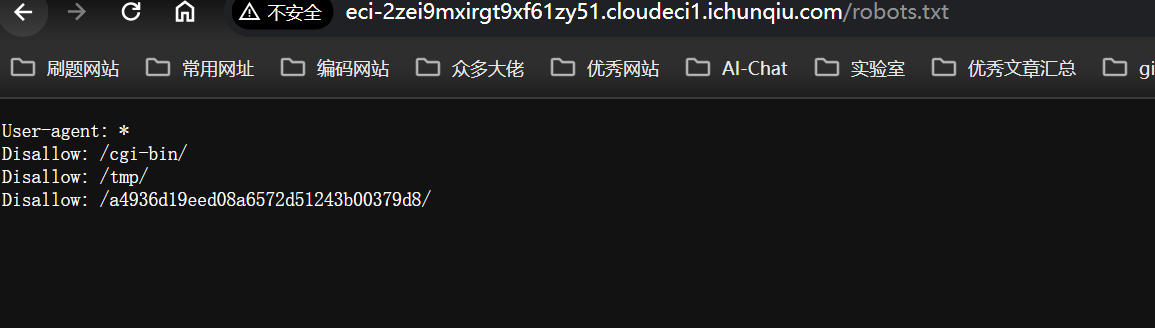 不安全 eci-2zei9mxirgt9xf61zy51.cloudeci1.ichunqiu.com/robots.txt
刷题网站 常用网址 编码网站 众多大佬 优秀网站 AI-Chat 实验室 优秀文章汇总 gi
User-agent: *
Disallow: /cgi-bin/
Disallow: /tmp/
Disallow: /a4936d19eed08a6572d51243b00379d8/